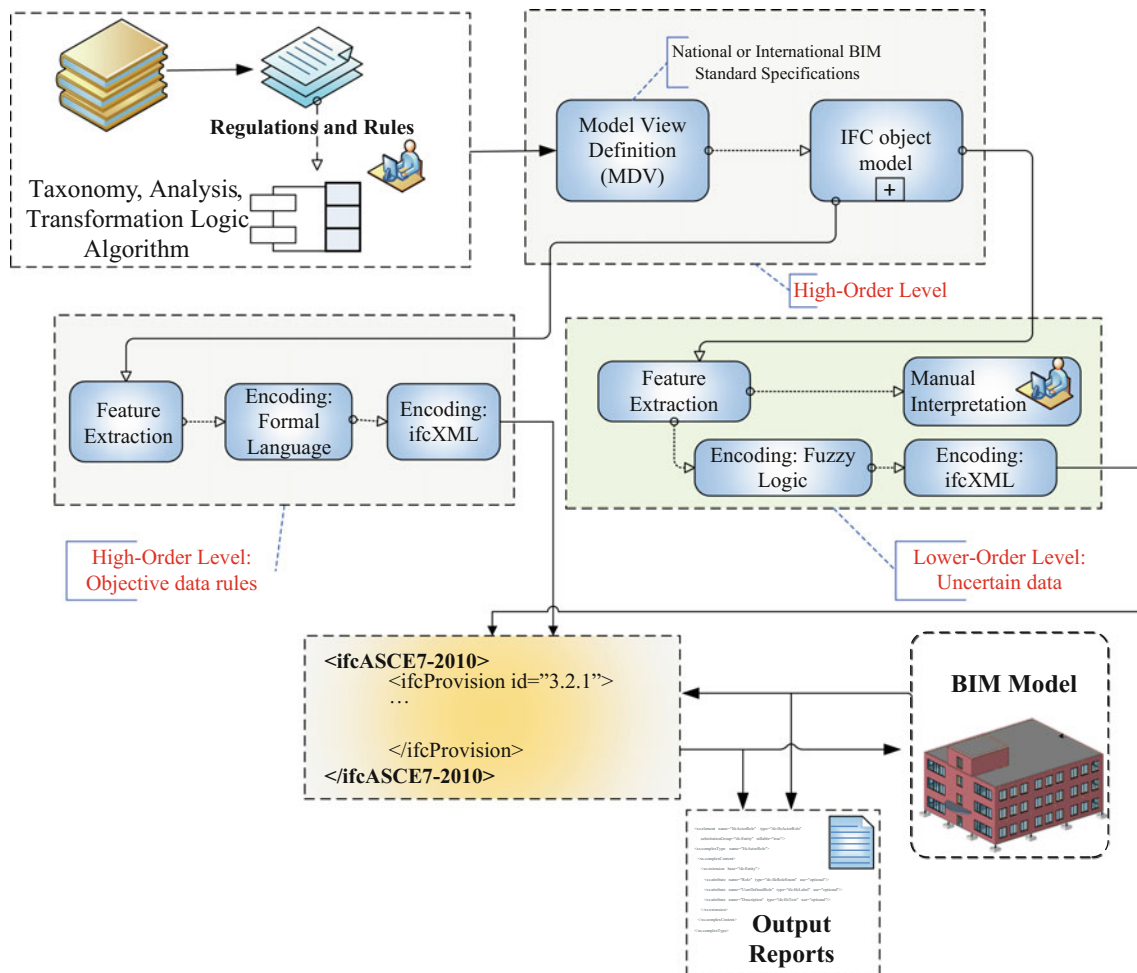 Regulations and Rules
Taxonomy, Analysis,
Transformation Logic
Algorithm
National or International BIM
Standard Specifications
Model View
Definition
(MDV)
IFC object
model
+
High-Order Level
Feature
Extraction
Encoding:
Formal
Language
Encoding:
ifcXML
High-Order Level:
Objective data rules
Feature
Extraction
Manual
Interpretation
Encoding: Fuzzy
Logic
Encoding:
ifcXML
Lower-Order Level:
Uncertain data
<ifcASCE7-2010>
<ifcProvision id=”3.2.1”>
…
</ifcProvision>
</ifcASCE7-2010>
BIM Model
Output
Reports